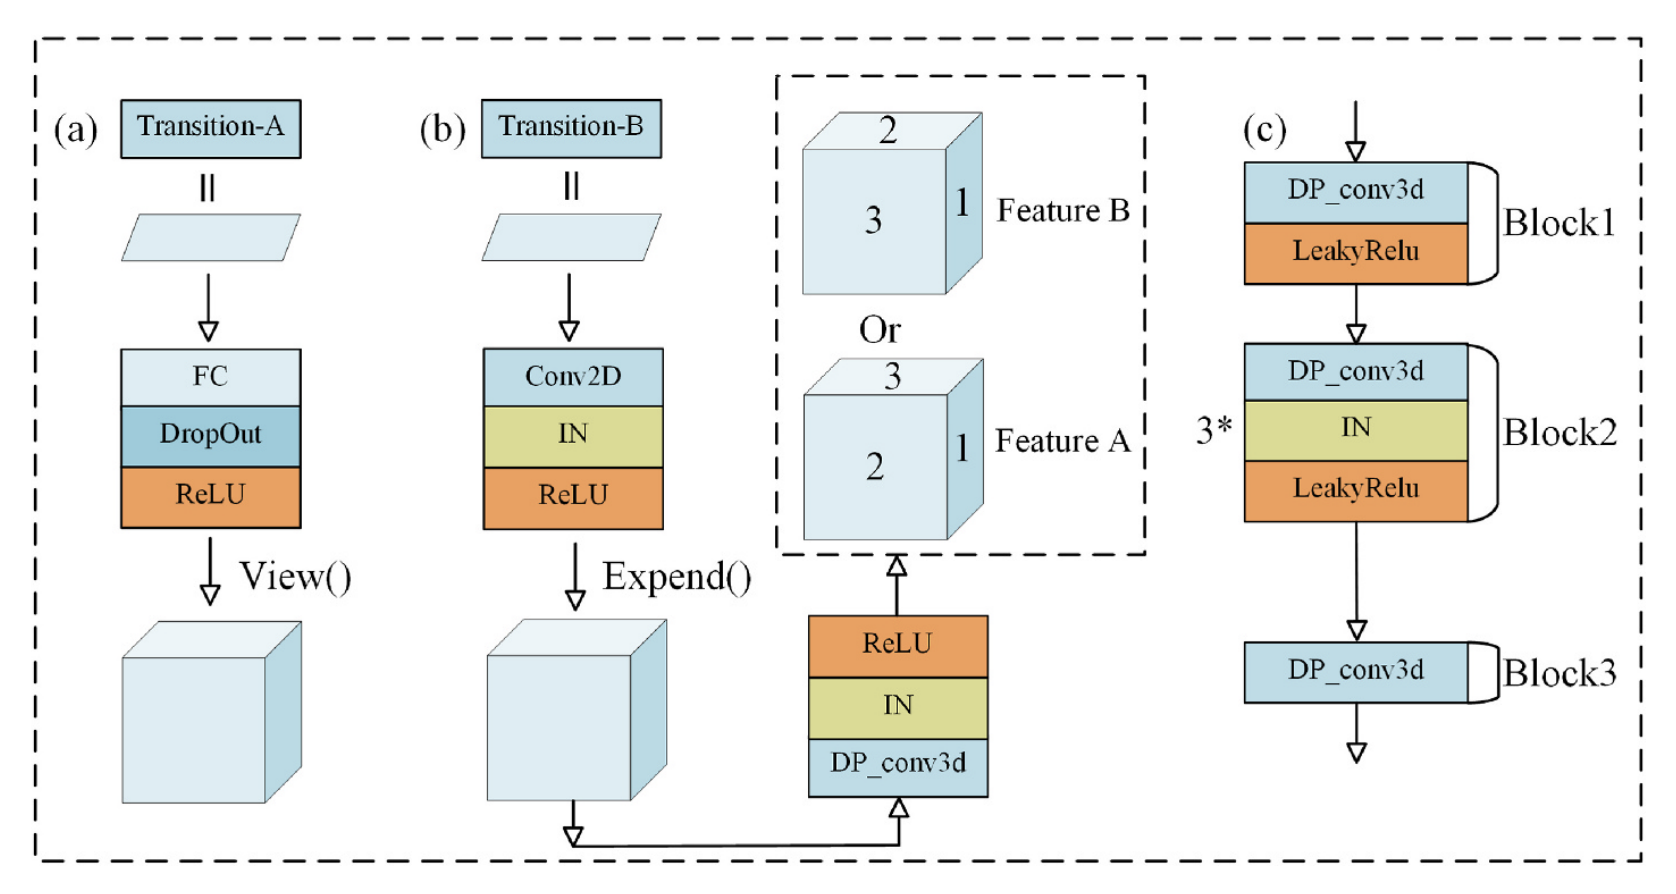 (a)
Transition-A
=
FC
DropOut
ReLU
View()
(b)
Transition-B
=
Conv2D
IN
ReLU
Expend()
DP_conv3d
IN
ReLU
2
3
1
Feature B
Or
3
2
1
Feature A
(c)
DP_conv3d
LeakyRelu
Block1
3*
DP_conv3d
IN
LeakyRelu
Block2
DP_conv3d
Block3